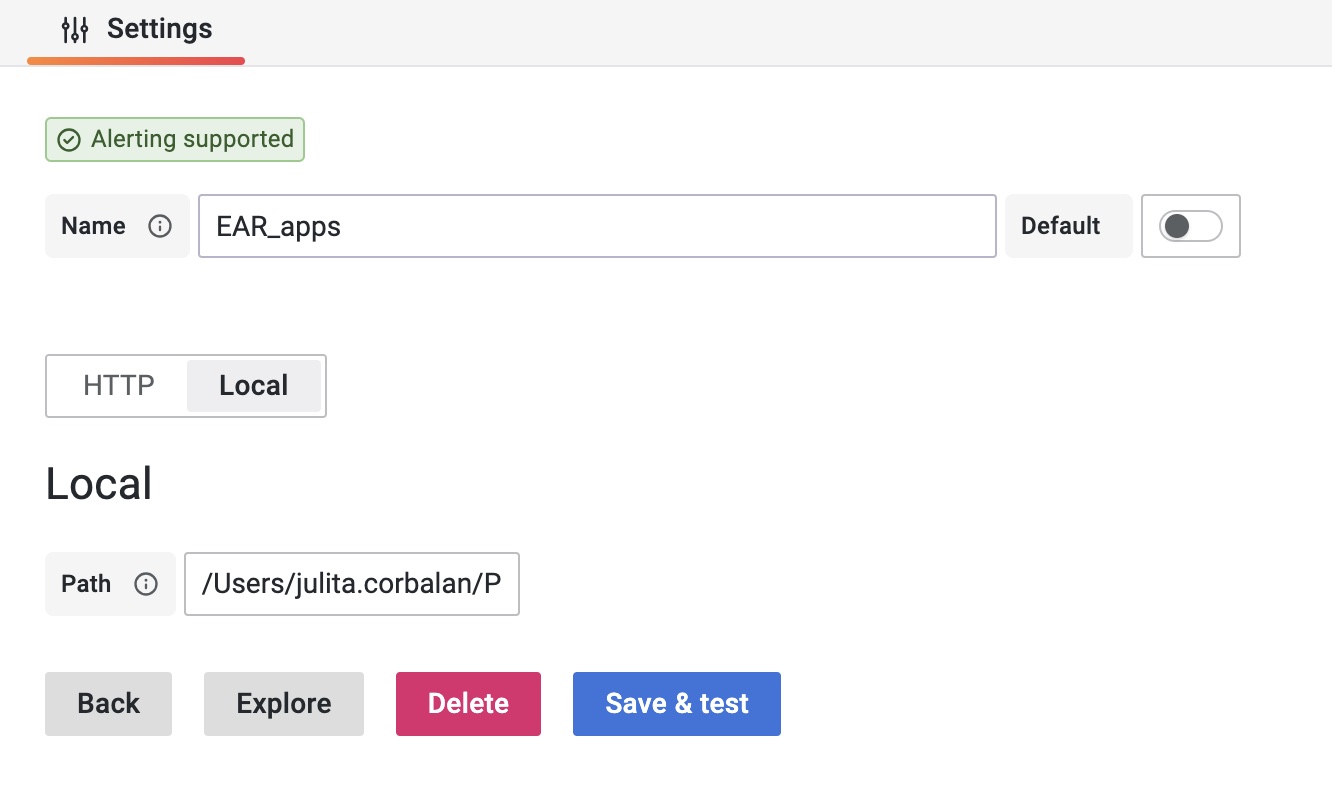 Settings
Alerting supported
Name EAR_apps Default
HTTP Local
Local
Path /Users/julita.corbalan/P
Back Explore Delete Save & test